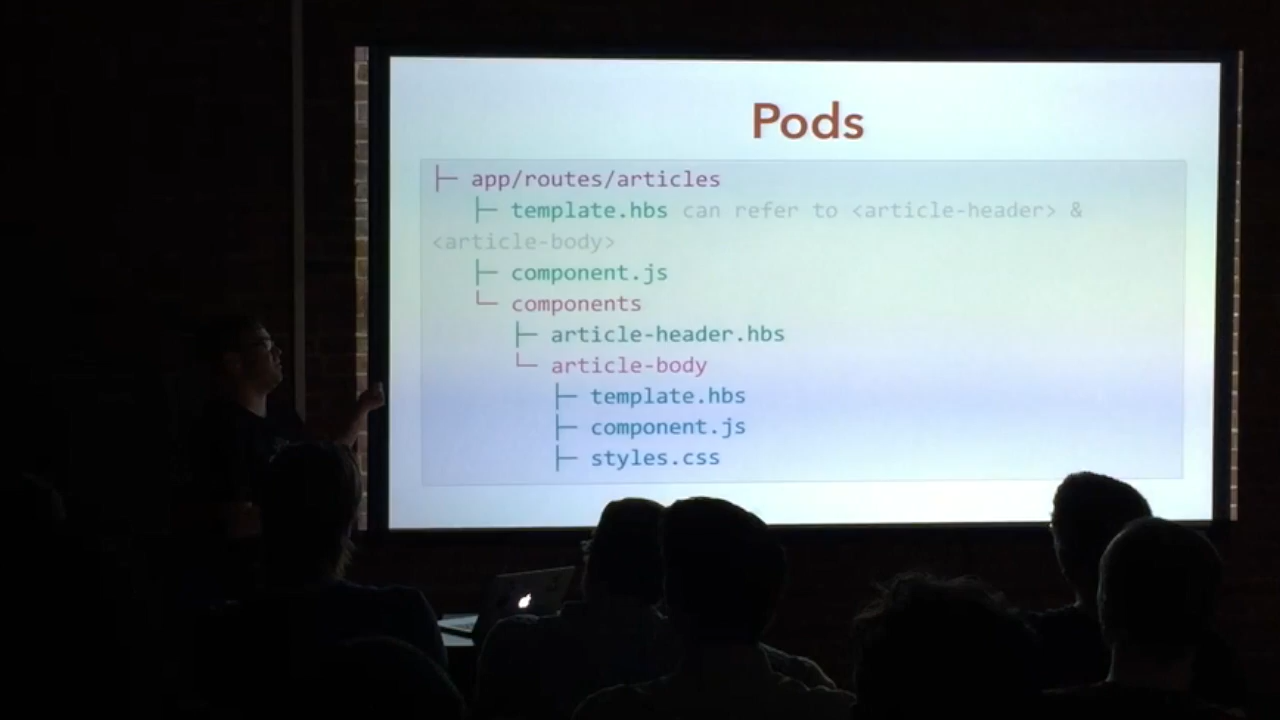 Pods
├─ app/routes/articles
├─ template.hbs can refer to <article-header> &
<article-body>
├─ component.js
└─ components
├─ article-header.hbs
└─ article-body
├─ template.hbs
├─ component.js
├─ styles.css